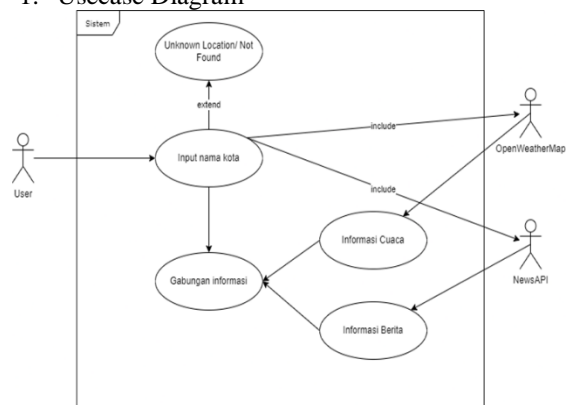 1. Usecase Diagram
Sistem
Unknown Location/ Not
Found
extend
Input nama kota
User
include
OpenWeatherMap
include
Informasi Cuaca
NewsAPI
Gabungan informasi
Informasi Berita